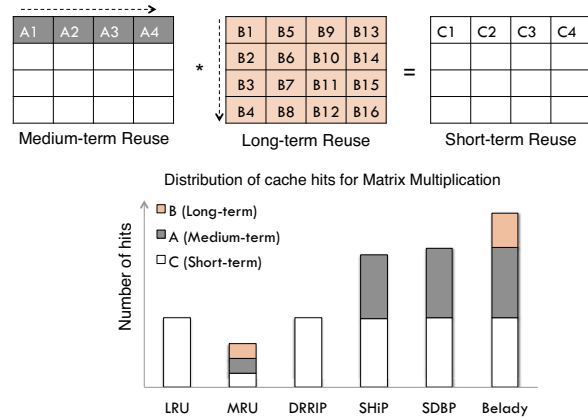 A1 A2 A3 A4
B1 B5 B9 B13
C1 C2 C3 C4
B2 B6 B10 B14
*
=
B3 B7 B11 B15
B4 B8 B12 B16
Medium-term Reuse
Long-term Reuse
Short-term Reuse
Distribution of cache hits for Matrix Multiplication
B (Long-term)
A (Medium-term)
C (Short-term)
Number of hits
LRU MRU DRRIP SHiP SDBP Belady